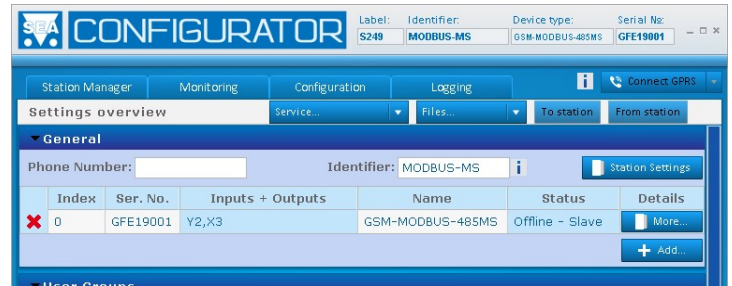 SEA CONFIGURATOR
Label: Identifier: Device type: Serial №:
S249 MODBUS-MS GSM-MODBUS-485MS GFE19001
Station Manager Monitoring Configuration Logging i Connect GPRS
Settings overview Service... Files... To station From station
General
Phone Number: Identifier: MODBUS-MS i Station Settings
Index Ser. No. Inputs + Outputs Name Status Details
0 GFE19001 Y2,X3 GSM-MODBUS-485MS Offline - Slave More...
Add...
User Groups